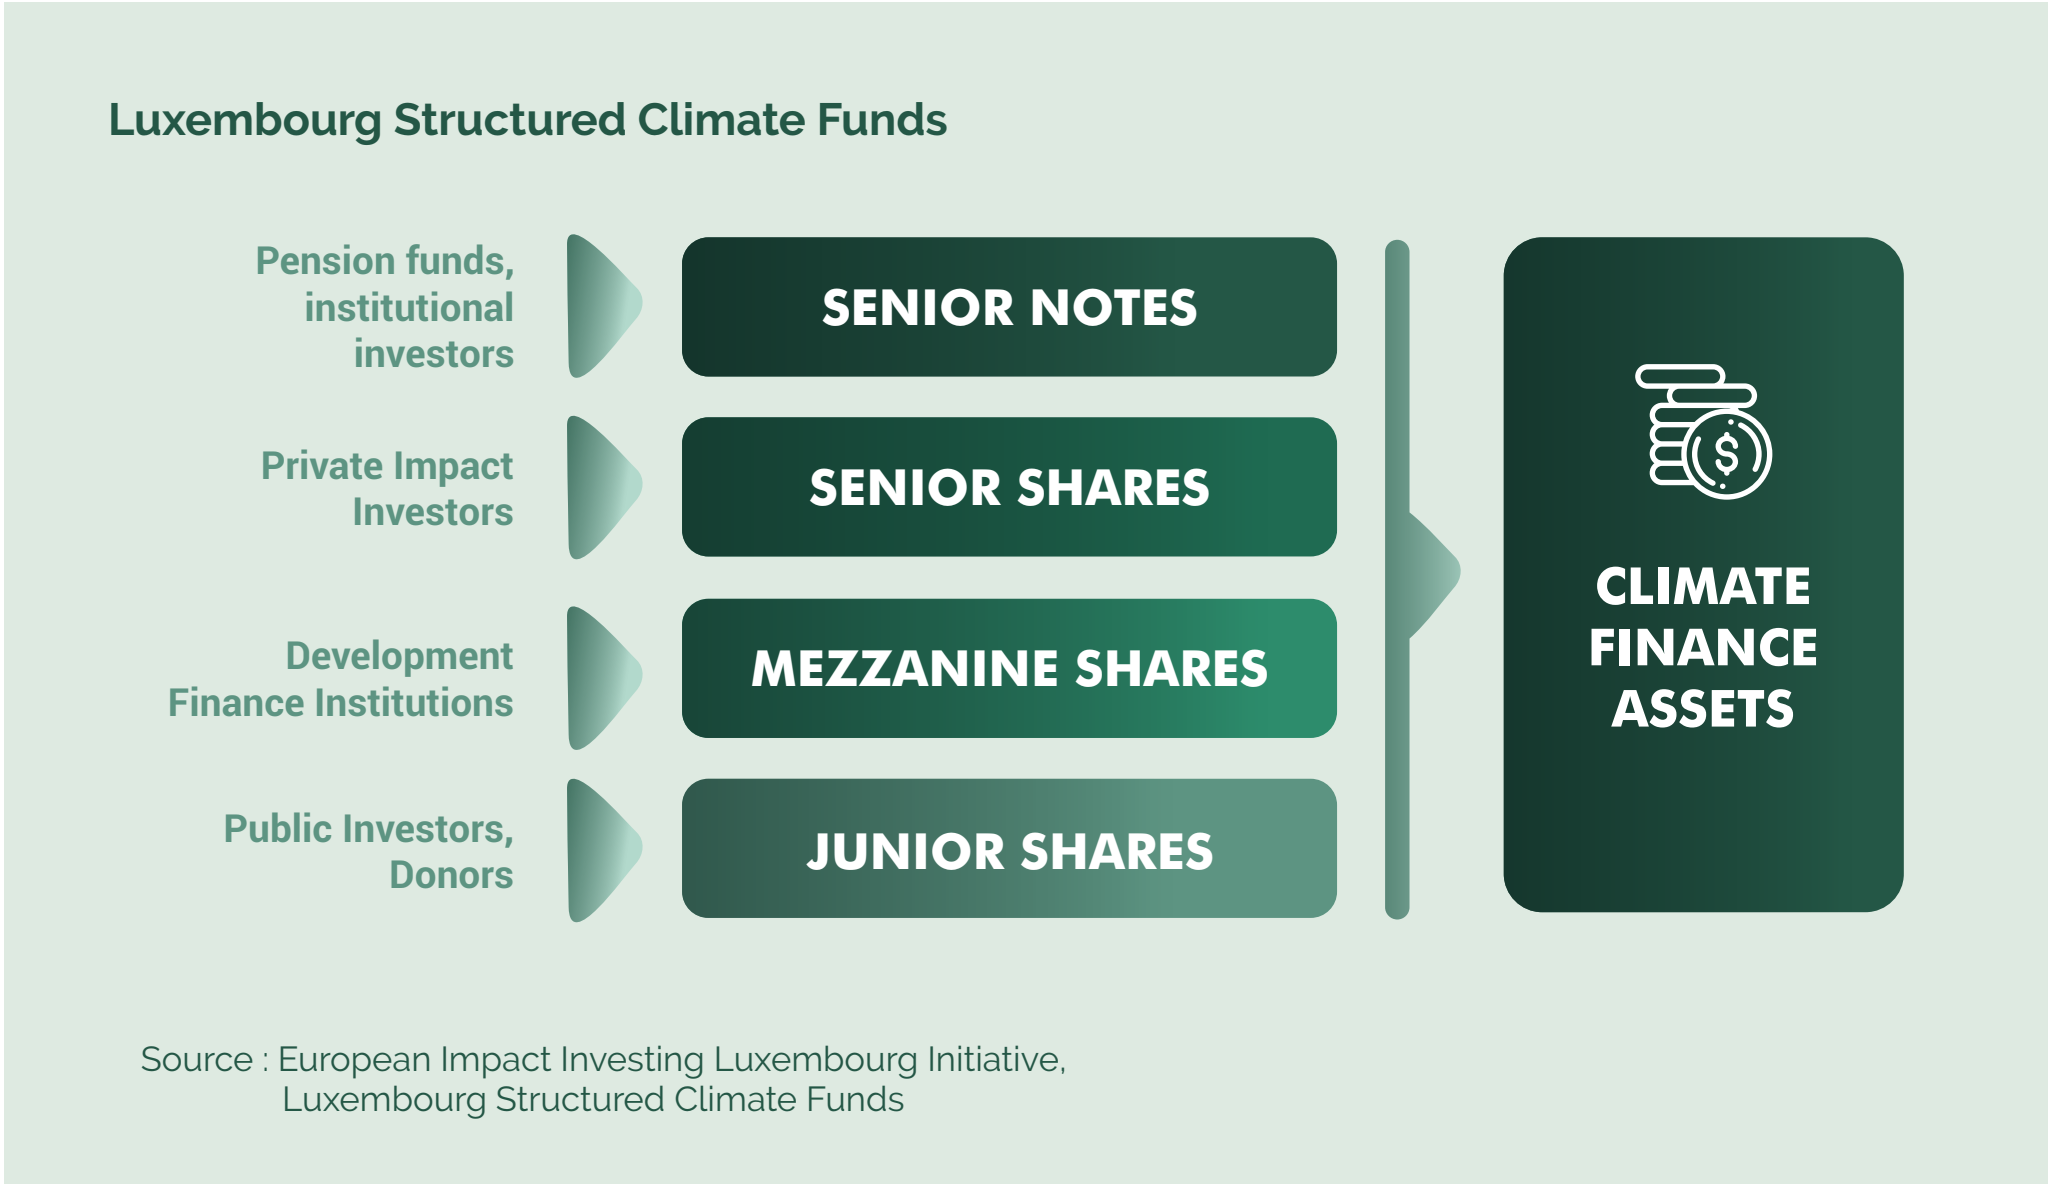 Luxembourg Structured Climate Funds
Pension funds,
institutional
investors
SENIOR NOTES
Private Impact
Investors
SENIOR SHARES
Development
Finance Institutions
MEZZANINE SHARES
Public Investors,
Donors
JUNIOR SHARES
$
CLIMATE
FINANCE
ASSETS
Source : European Impact Investing Luxembourg Initiative,
Luxembourg Structured Climate Funds